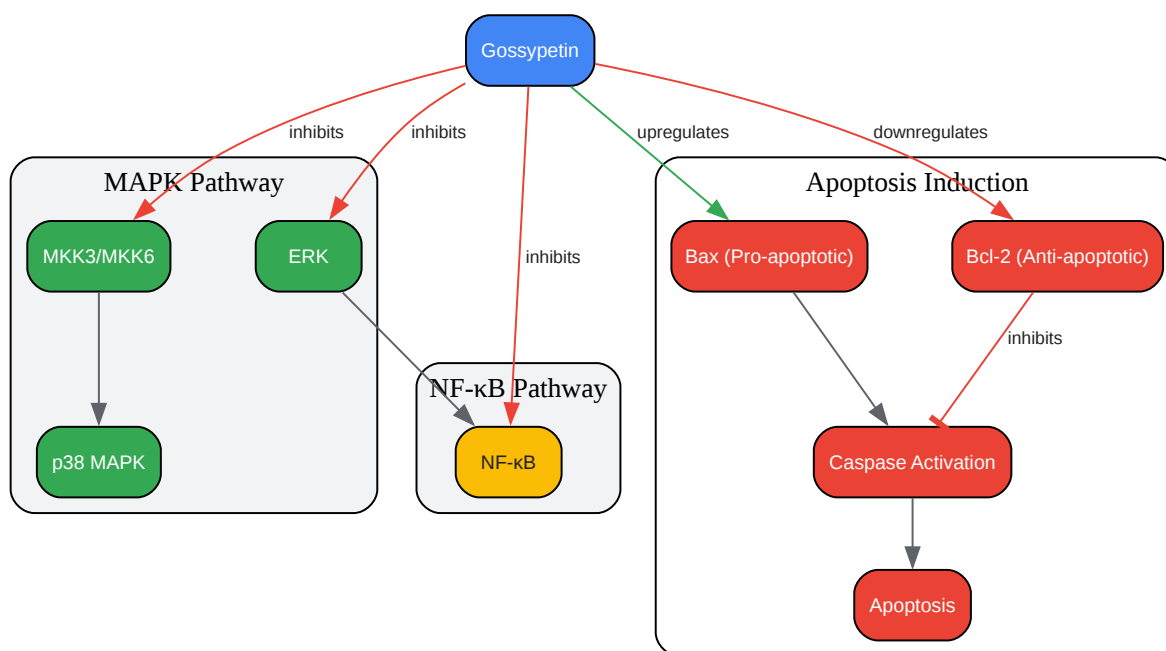 Gossypetin
inhibits
inhibits
upregulates
downregulates
MAPK Pathway
Apoptosis Induction
MKK3/MKK6
ERK
inhibits
Bax (Pro-apoptotic)
Bcl-2 (Anti-apoptotic)
inhibits
NF-κB Pathway
p38 MAPK
NF-κB
Caspase Activation
Apoptosis